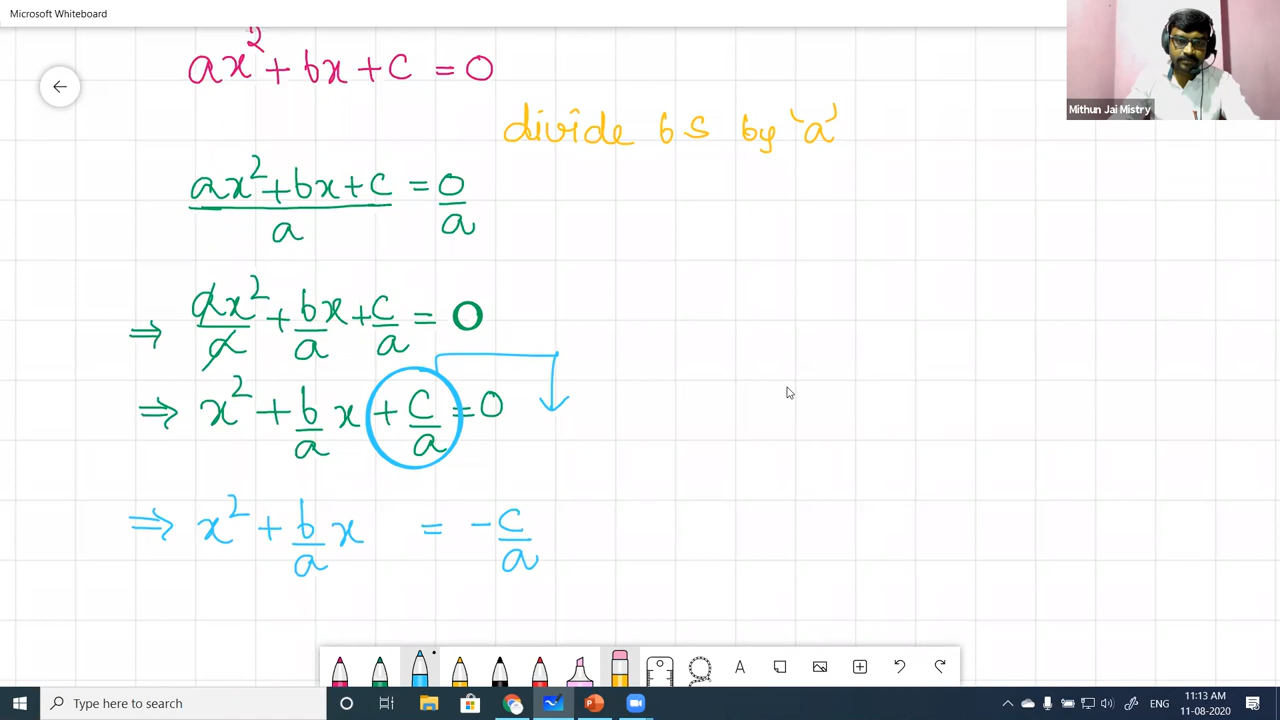 Microsoft Whiteboard
ax² + bx + c = 0
Mithun Jai Mistry
divide bs by 'a'
ax² + bx + c / a = 0 / a
⇒ ax² / a + bx / a + c / a = 0
⇒ x² + b / a x + c / a = 0
⇒ x² + b / a x = - c / a
A
Type here to search
ENG
11:13 AM
11-08-2020